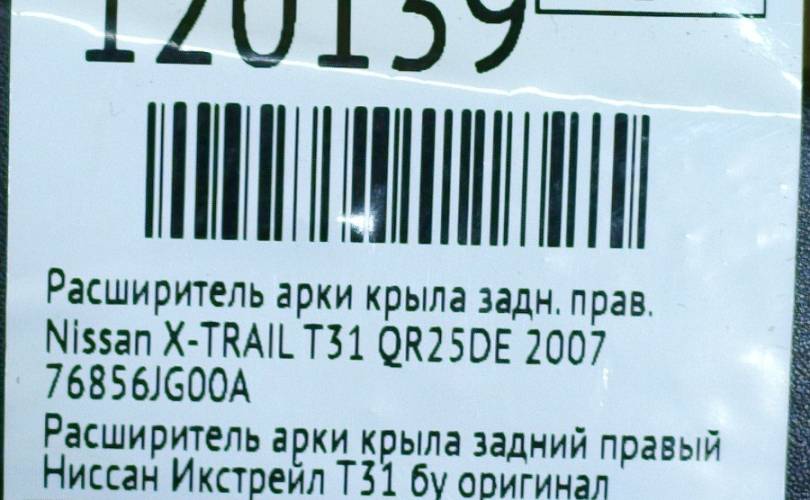 120139
Расширитель арки крыла задн. прав.
Nissan X-TRAIL T31 QR25DE 2007
76856JG00A
Расширитель арки крыла задний правый
Ниссан Икстрейл Т31 бу оригинал